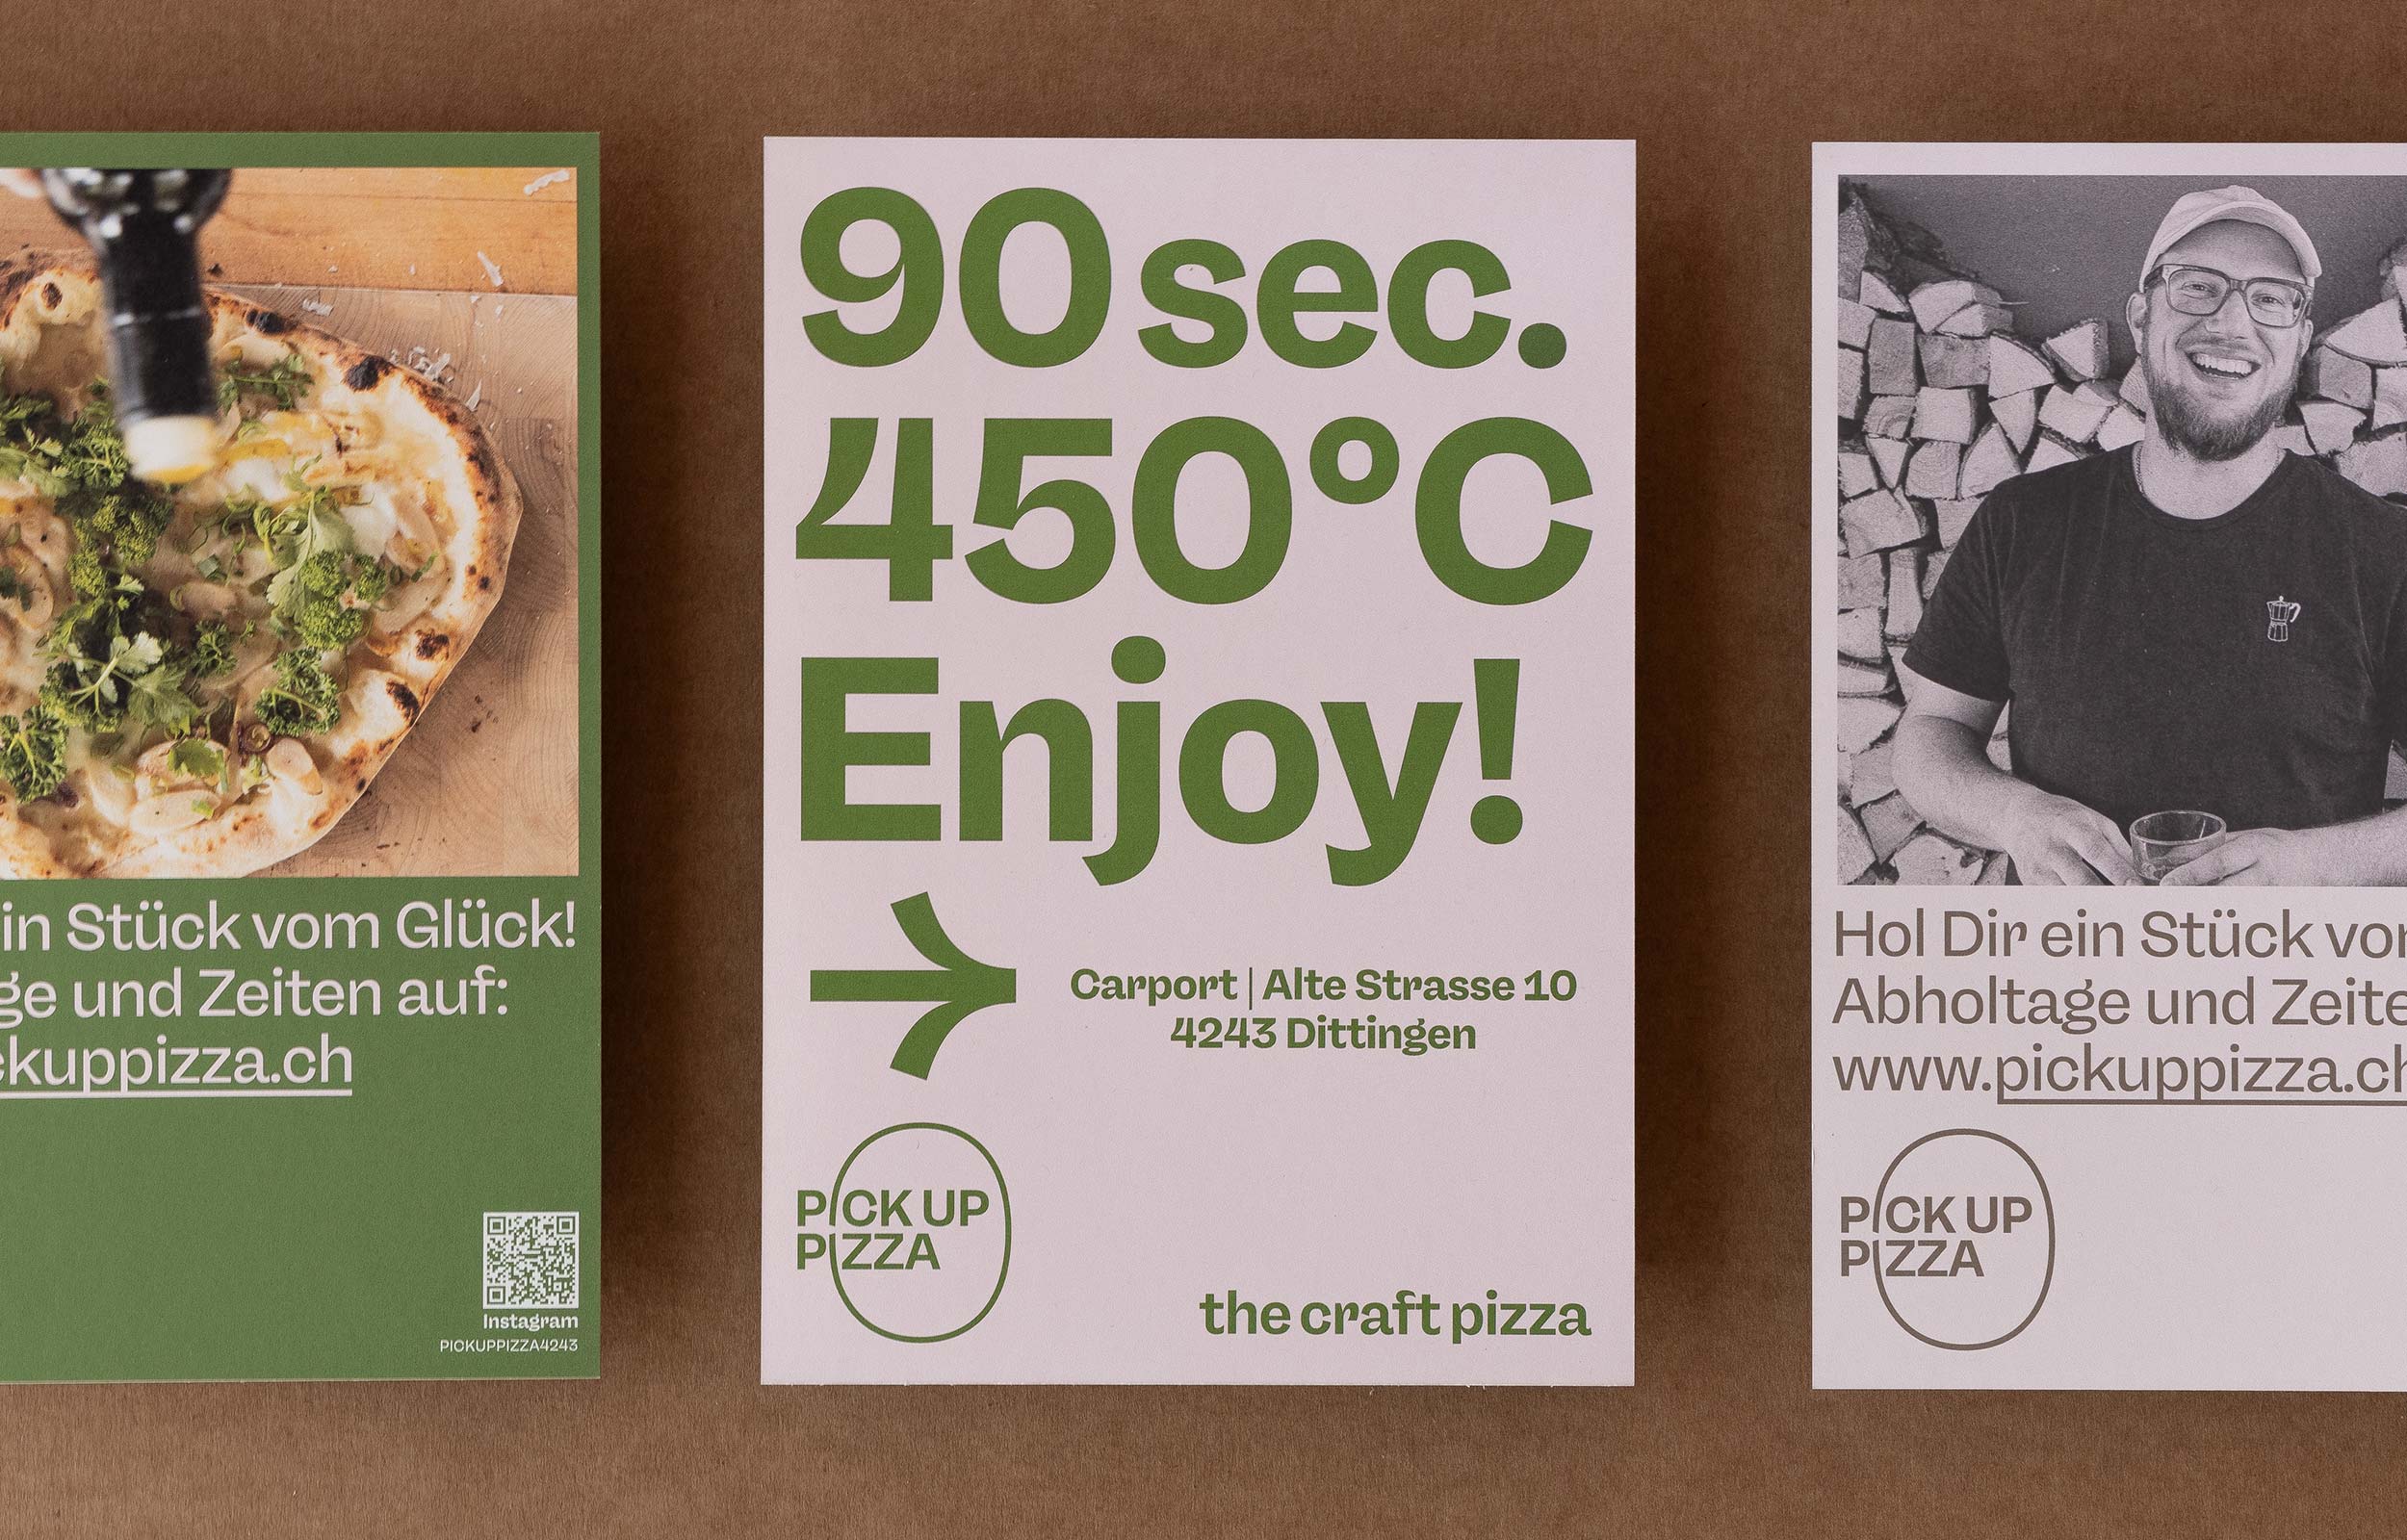 in Stück vom Glück!
ge und Zeiten auf:
ckuppizza.ch
Instagram
PICKUPPIZZA4243
90 sec.
450°C
Enjoy!
Carport | Alte Strasse 10
4243 Dittingen
PICK UP
PIZZA
the craft pizza
Hol Dir ein Stück vo
Abholtage und Zeite
www.pickuppizza.ch
PICK UP
PIZZA